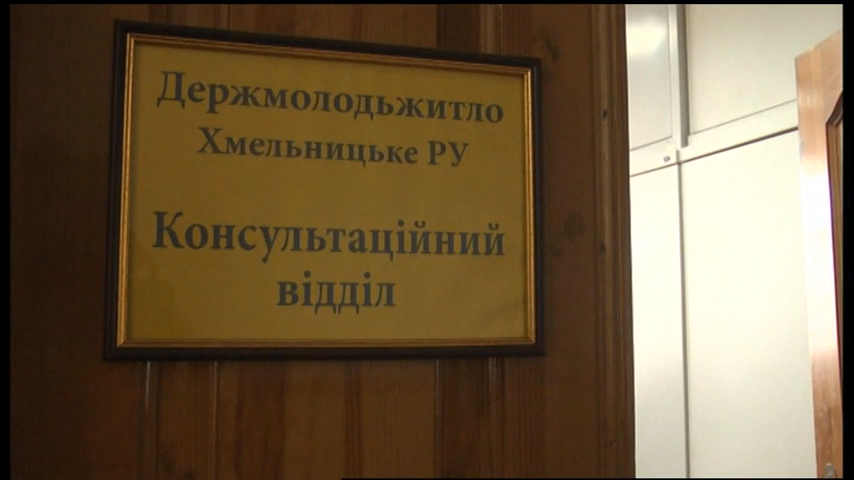 Держмолодьжитло
Хмельницьке РУ
Консультаційний
відділ